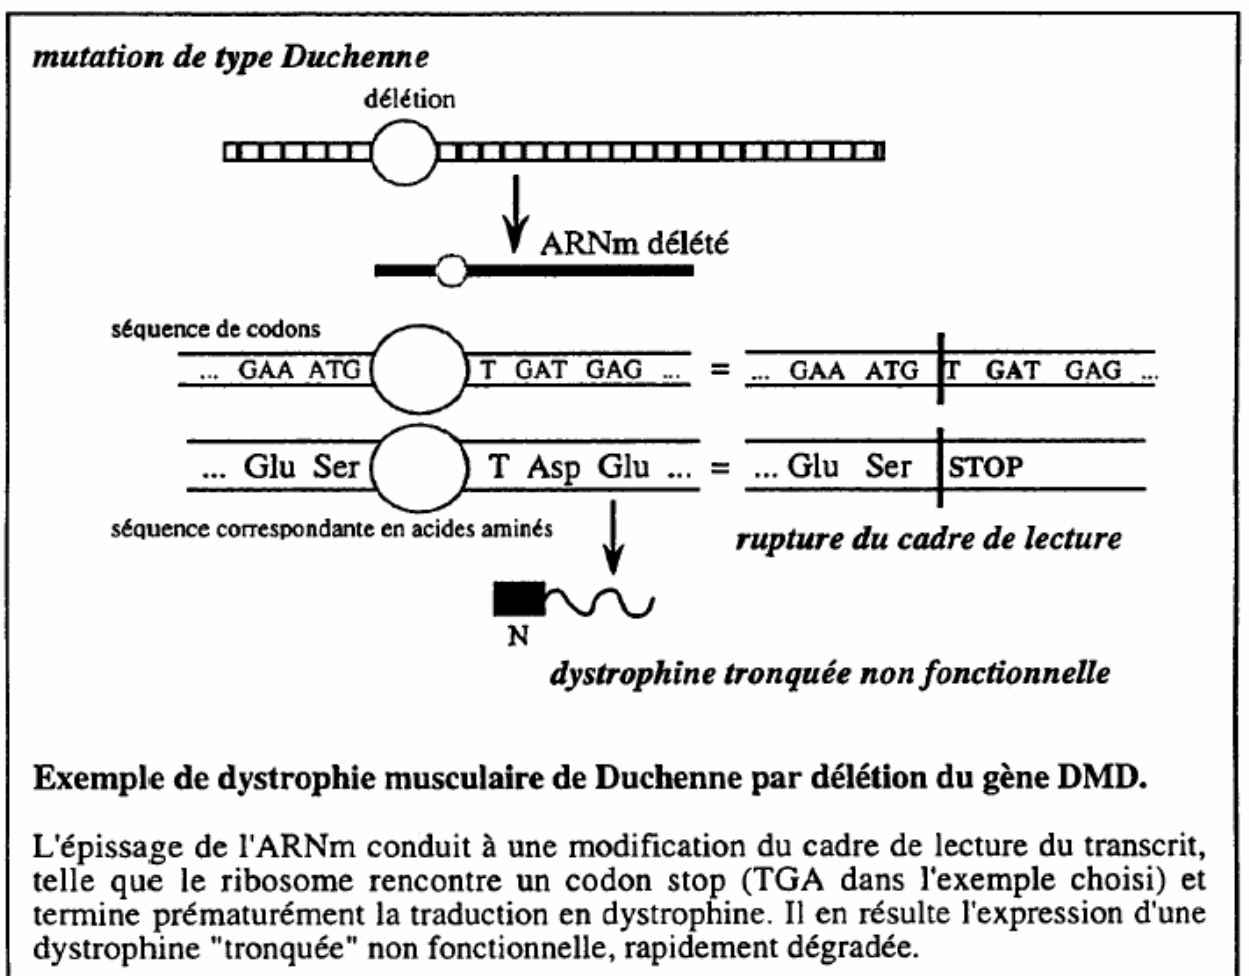 mutation de type Duchenne
délétion
ARNm délété
séquence de codons
... GAA ATG T GAT GAG ... = ... GAA ATG T GAT GAG ...
... Glu Ser T Asp Glu ... = ... Glu Ser STOP
séquence correspondante en acides aminés
rupture du cadre de lecture
N
dystrophine tronquée non fonctionnelle
Exemple de dystrophie musculaire de Duchenne par délétion du gène DMD.
L'épissage de l'ARNm conduit à une modification du cadre de lecture du transcrit,
telle que le ribosome rencontre un codon stop (TGA dans l'exemple choisi) et
termine prématurément la traduction en dystrophine. Il en résulte l'expression d'une
dystrophine "tronquée" non fonctionnelle, rapidement dégradée.